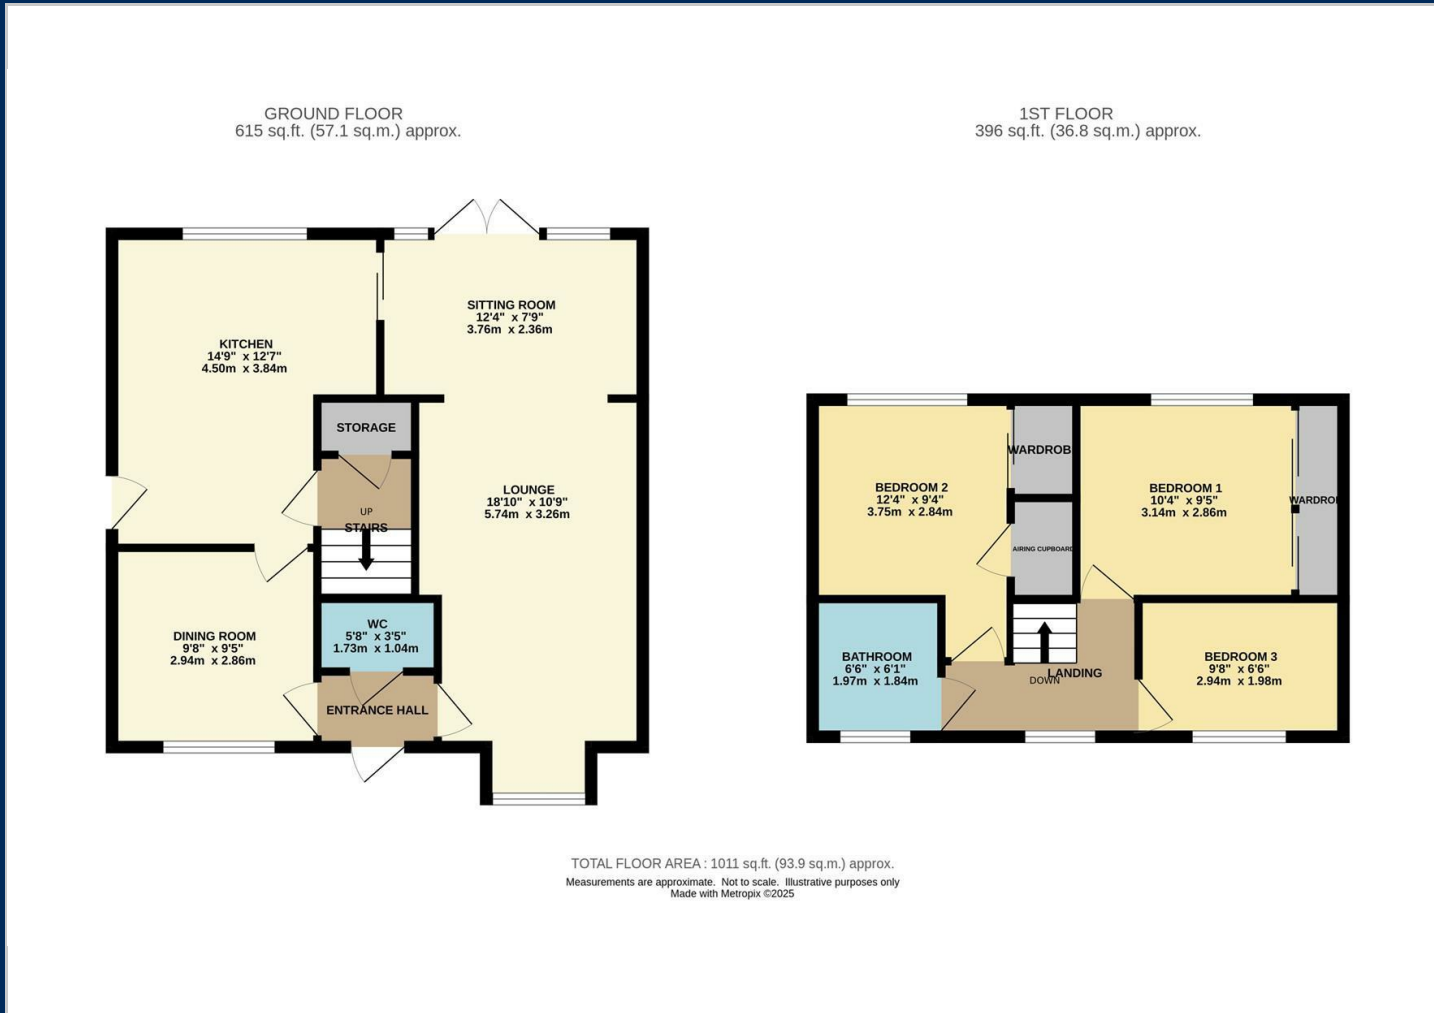 GROUND FLOOR
615 sq.ft. (57.1 sq.m.) approx.
1ST FLOOR
396 sq.ft. (36.8 sq.m.) approx.
SITTING ROOM
12'4" x 7'9"
3.76m x 2.36m
KITCHEN
14'9" x 12'7"
4.50m x 3.84m
STORAGE
LOUNGE
18'10" x 10'9"
5.74m x 3.26m
UP
STAIRS
WC
5'8" x 3'5"
1.73m x 1.04m
DINING ROOM
9'8" x 9'5"
2.94m x 2.86m
ENTRANCE HALL
WARDROB
BEDROOM 2
12'4" x 9'4"
3.75m x 2.84m
BEDROOM 1
10'4" x 9'5"
3.14m x 2.86m
WARDROB
AIRING CUPBOARD
BATHROOM
6'6" x 6'1"
1.97m x 1.84m
LANDING
DOWN
BEDROOM 3
9'8" x 6'6"
2.94m x 1.98m
TOTAL FLOOR AREA : 1011 sq.ft. (93.9 sq.m.) approx.
Measurements are approximate. Not to scale. Illustrative purposes only
Made with Metropix ©2025